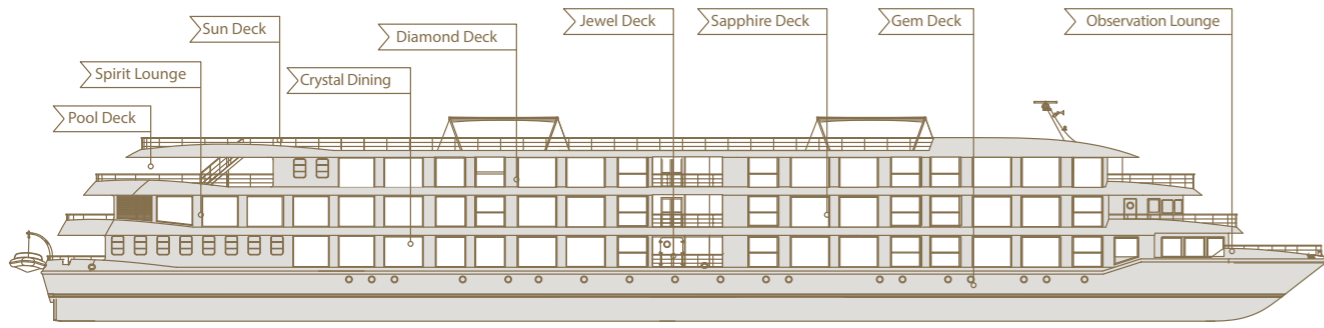 Sun Deck
Diamond Deck
Jewel Deck
Sapphire Deck
Gem Deck
Observation Lounge
Spirit Lounge
Crystal Dining
Pool Deck